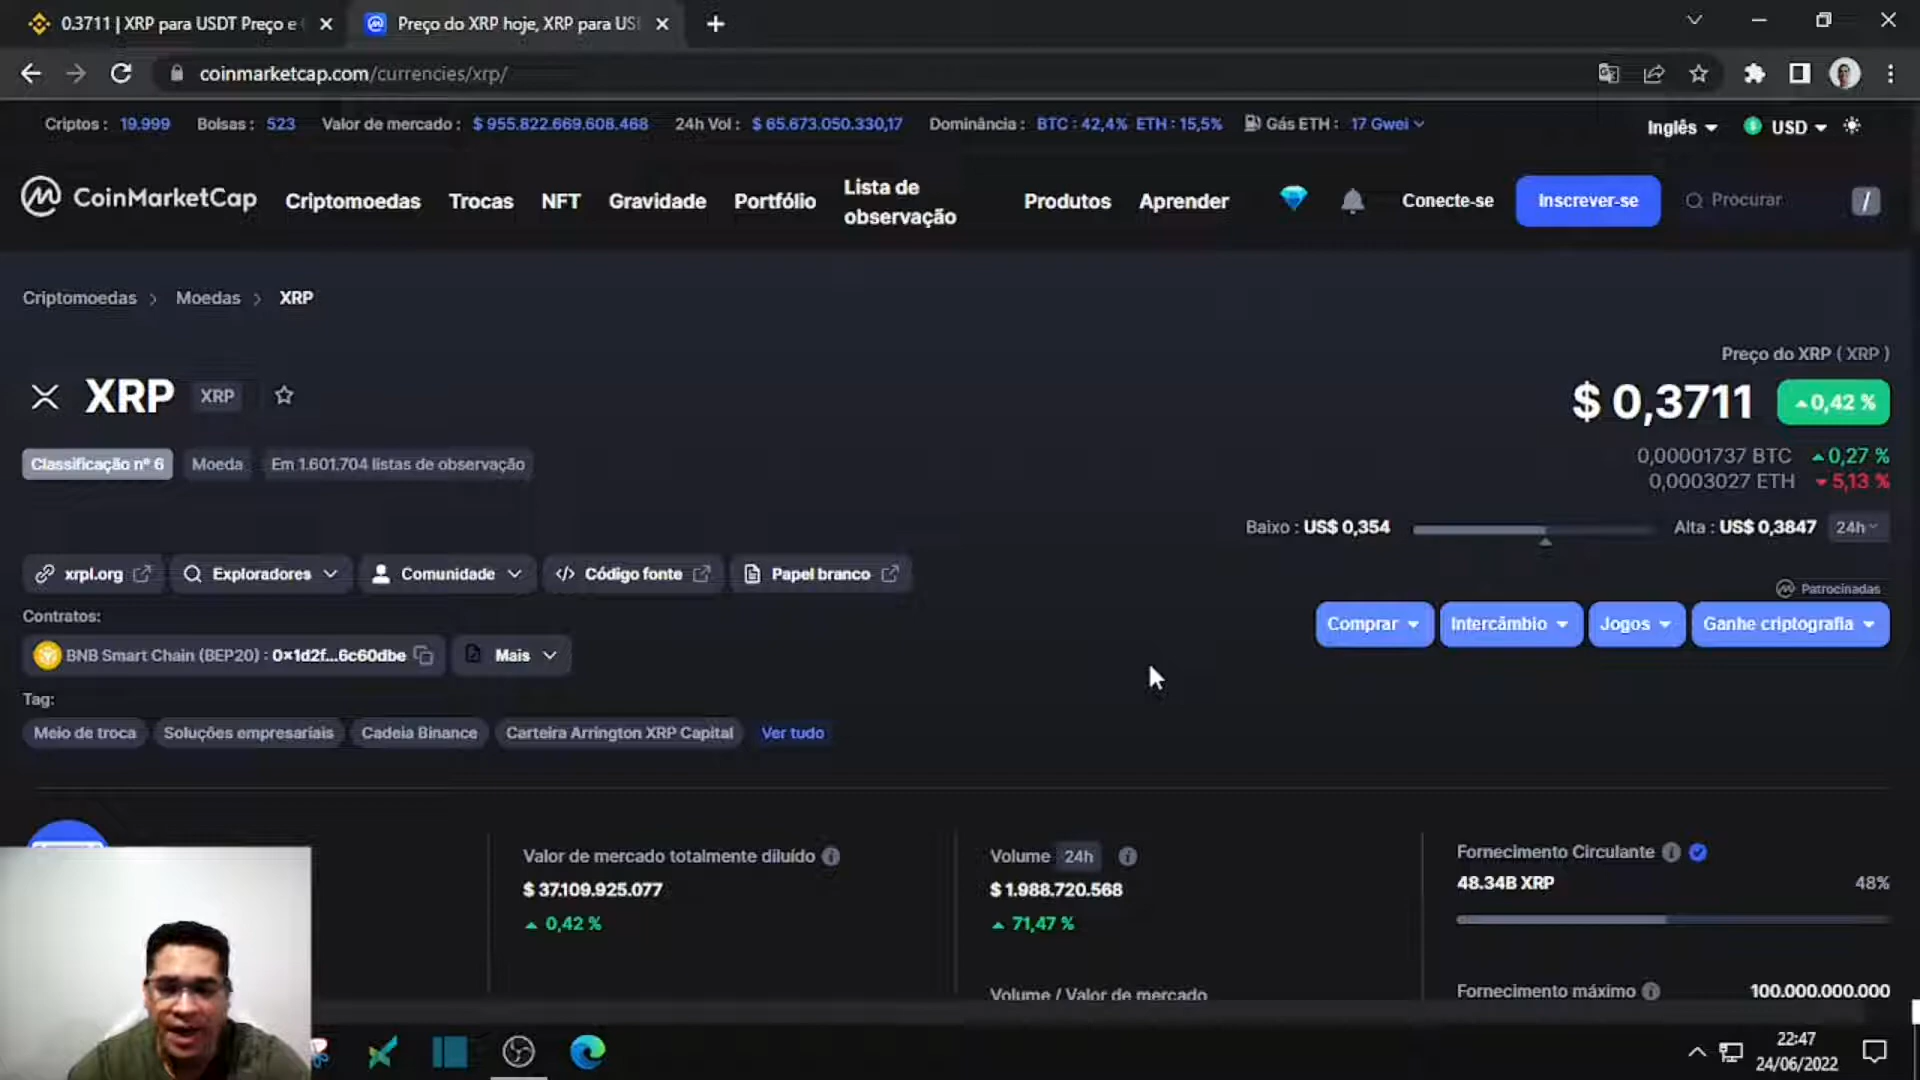 0.3711 | XRP para USDT Preço e
Preço do XRP hoje, XRP para US
coinmarketcap.com/currencies/xrp/
Criptos : 19.999 Bolsas : 523 Valor de mercado : $ 955.822.669.608.468 24h Vol : $ 65.673.050.330,17 Dominância : BTC : 42,4% ETH : 15,5% Gás ETH : 17 Gwei
Inglês USD
CoinMarketCap Criptomoedas Trocas NFT Gravidade Portfólio Lista de
observação
Produtos Aprender Conecte-se Inscrever-se Procurar /
Criptomoedas > Moedas > XRP
Preço do XRP ( XRP )
XRP XRP
$ 0,3711 0,42 %
Classificação nº 6 Moeda Em 1.601.704 listas de observação
0,00001737 BTC 0,27 %
0,0003027 ETH 5,13 %
Baixo : US$ 0,354 Alta : US$ 0,3847 24h
xrpl.org Exploradores Comunidade Código fonte Papel branco
Patrocinadas
Contratos:
Comprar Intercâmbio Jogos Ganhe criptografia
BNB Smart Chain (BEP20) : 0x1d2f...6c60dbe Mais
Tag:
Meio de troca Soluções empresariais Cadeia Binance Carteira Arrington XRP Capital Ver tudo
Valor de mercado totalmente diluído
$ 37.109.925.077
0,42 %
Volume 24h
$ 1.988.720.568
71,47 %
Volume / Valor de mercado
Fornecimento Circulante
48.34B XRP 48%
Fornecimento máximo 100.000.000.000
22:47
24/06/2022